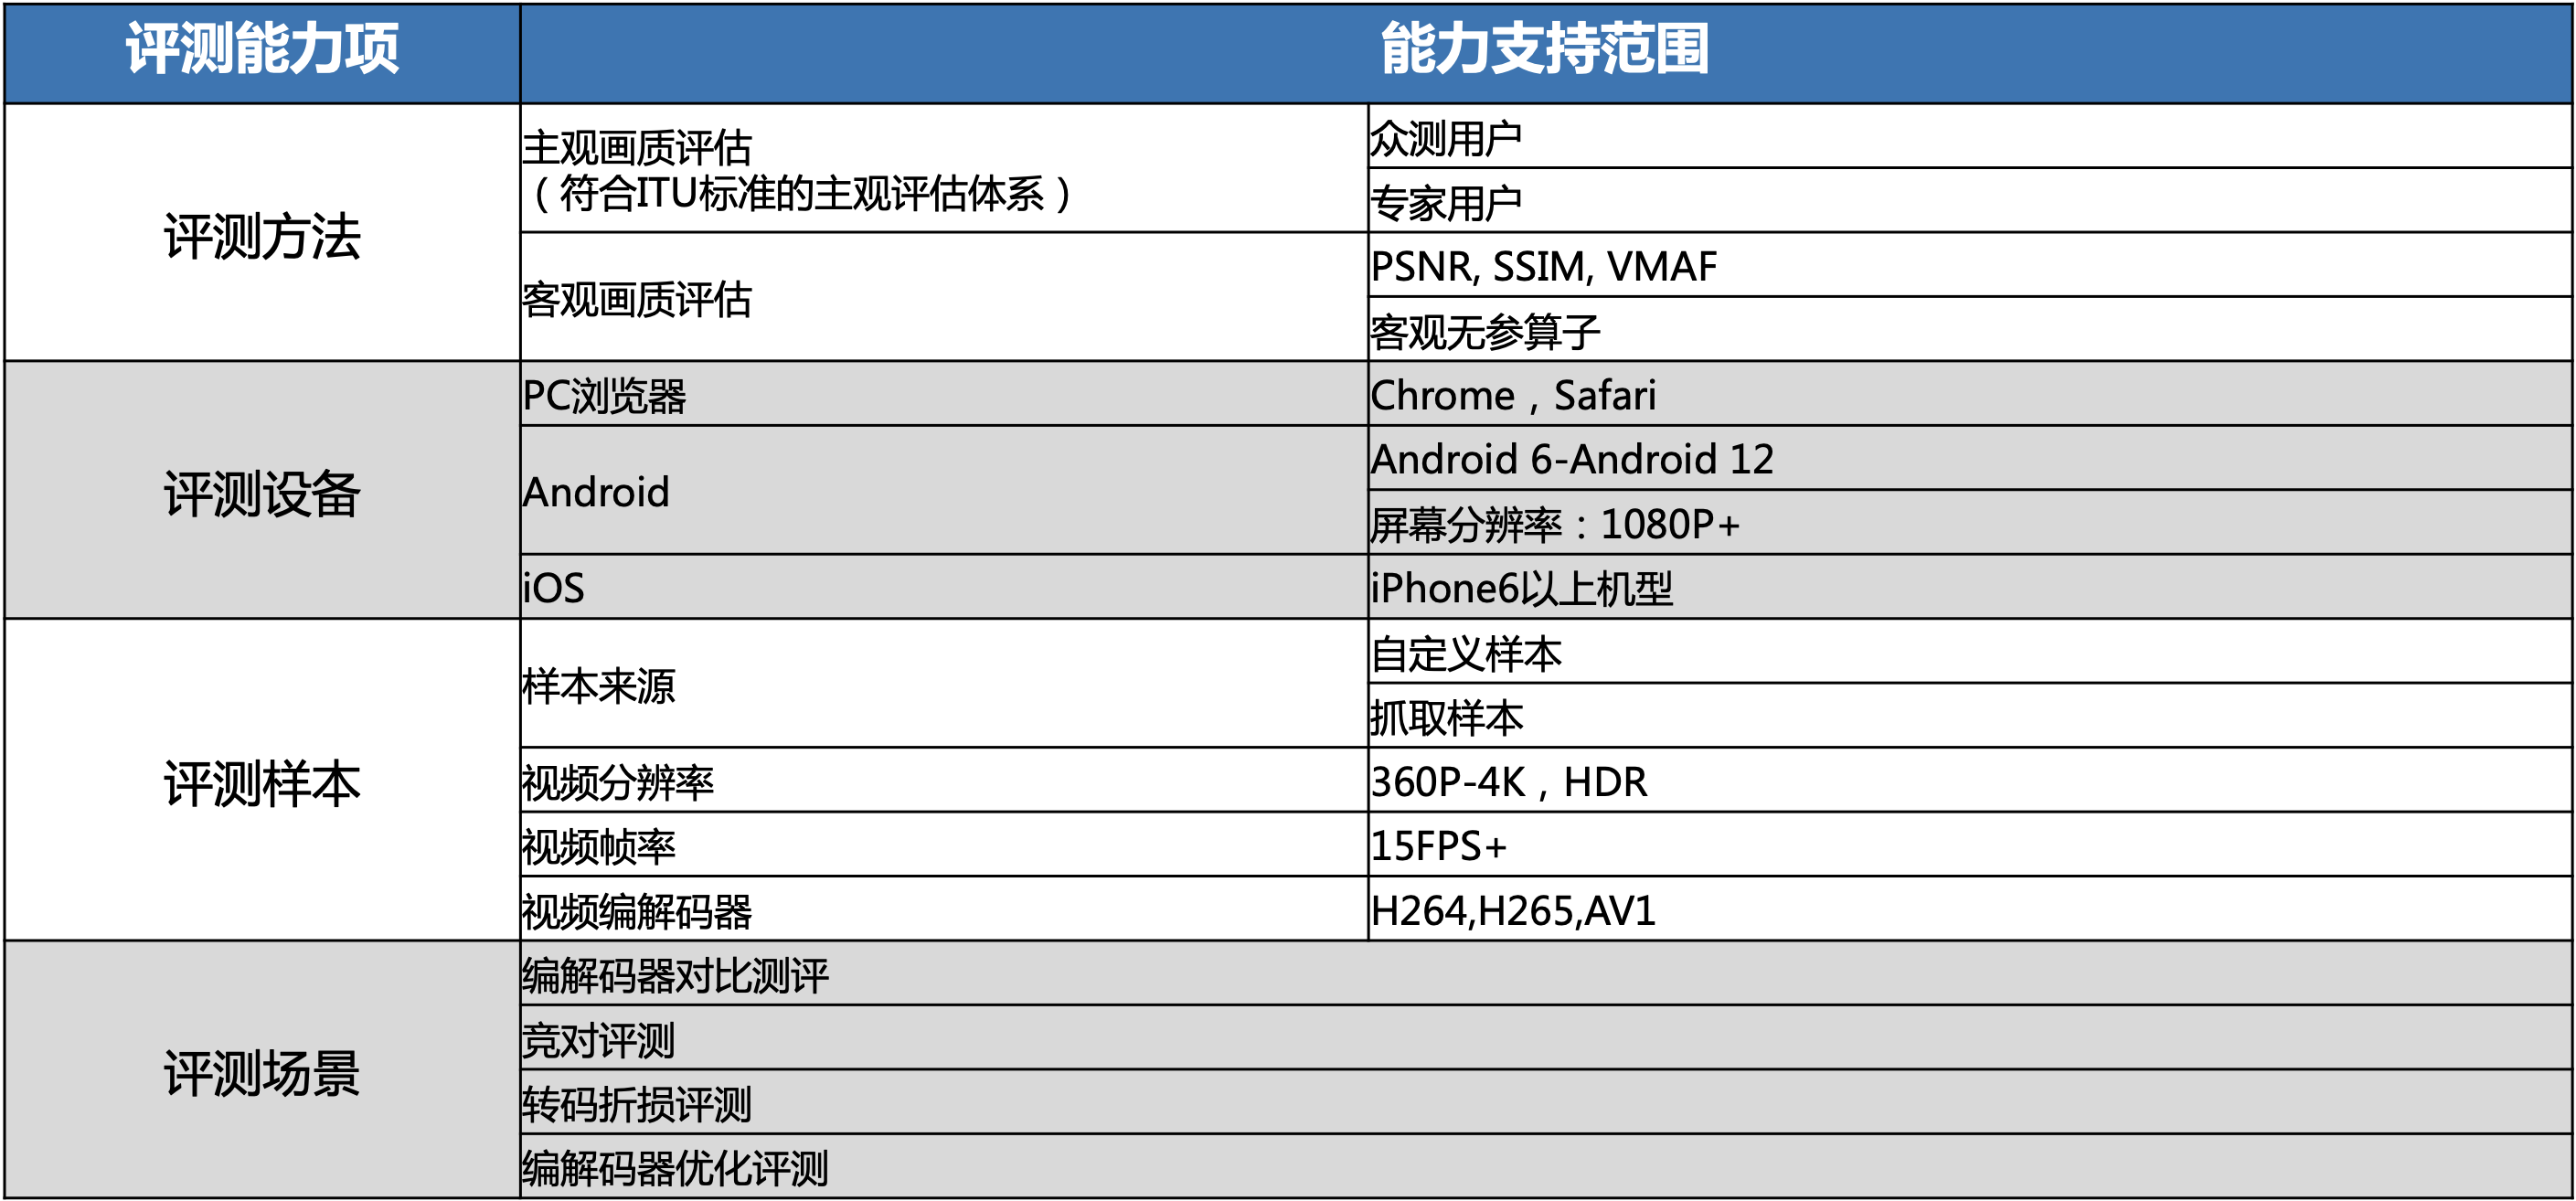 评测能力项
能力支持范围
评测方法
主观画质评估
（符合ITU标准的主观评估体系）
众测用户
专家用户
客观画质评估
PSNR, SSIM, VMAF
客观无参算子
评测设备
PC浏览器
Chrome，Safari
Android
Android 6-Android 12
屏幕分辨率：1080P+
iOS
iPhone6以上机型
评测样本
样本来源
自定义样本
抓取样本
视频分辨率
360P-4K，HDR
视频帧率
15FPS+
视频编解码器
H264,H265,AV1
评测场景
编解码器对比测评
竞对评测
转码折损评测
编解码器优化评测